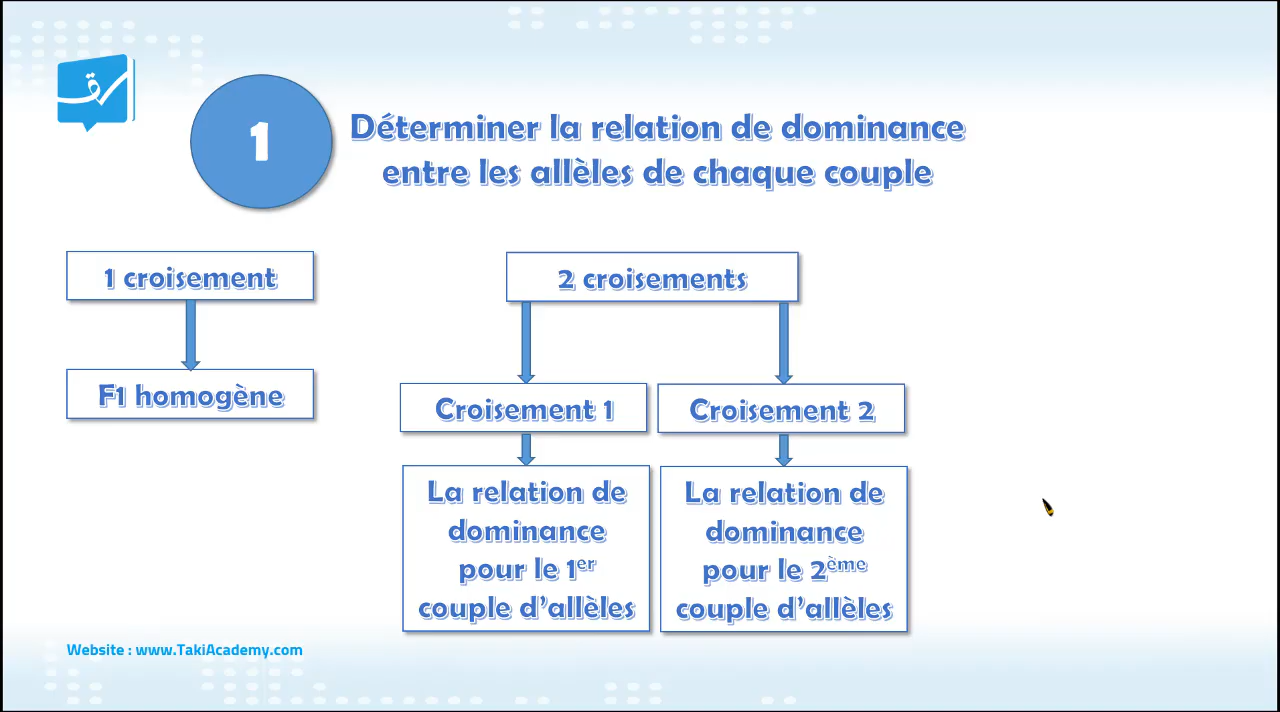 1
Déterminer la relation de dominance
entre les allèles de chaque couple
1 croisement
F1 homogène
2 croisements
Croisement 1
Croisement 2
La relation de
dominance
pour le 1er
couple d’allèles
La relation de
dominance
pour le 2ème
couple d’allèles
Website : www.TakiAcademy.com